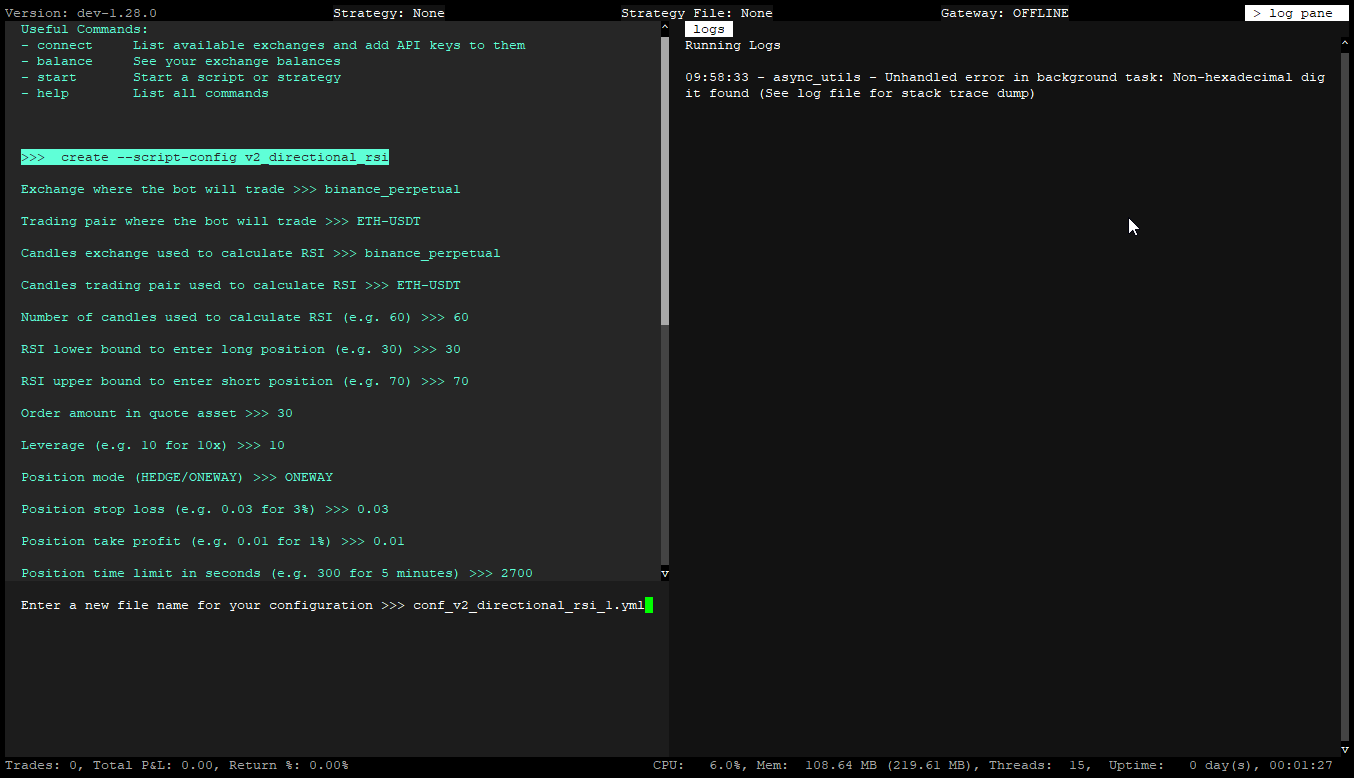 Version: dev-1.28.0 Strategy: None Strategy File: None Gateway: OFFLINE > log pane
Useful Commands:
- connect List available exchanges and add API keys to them
- balance See your exchange balances
- start Start a script or strategy
- help List all commands
>>> create --script-config v2_directional_rsi
Exchange where the bot will trade >>> binance_perpetual
Trading pair where the bot will trade >>> ETH-USDT
Candles exchange used to calculate RSI >>> binance_perpetual
Candles trading pair used to calculate RSI >>> ETH-USDT
Number of candles used to calculate RSI (e.g. 60) >>> 60
RSI lower bound to enter long position (e.g. 30) >>> 30
RSI upper bound to enter short position (e.g. 70) >>> 70
Order amount in quote asset >>> 30
Leverage (e.g. 10 for 10x) >>> 10
Position mode (HEDGE/ONEWAY) >>> ONEWAY
Position stop loss (e.g. 0.03 for 3%) >>> 0.03
Position take profit (e.g. 0.01 for 1%) >>> 0.01
Position time limit in seconds (e.g. 300 for 5 minutes) >>> 2700
Enter a new file name for your configuration >>> conf_v2_directional_rsi_1.yml
logs
Running Logs
09:58:33 - async_utils - Unhandled error in background task: Non-hexadecimal dig
it found (See log file for stack trace dump)
Trades: 0, Total P&L: 0.00, Return %: 0.00% CPU: 6.0%, Mem: 108.64 MB (219.61 MB), Threads: 15, Uptime: 0 day(s), 00:01:27